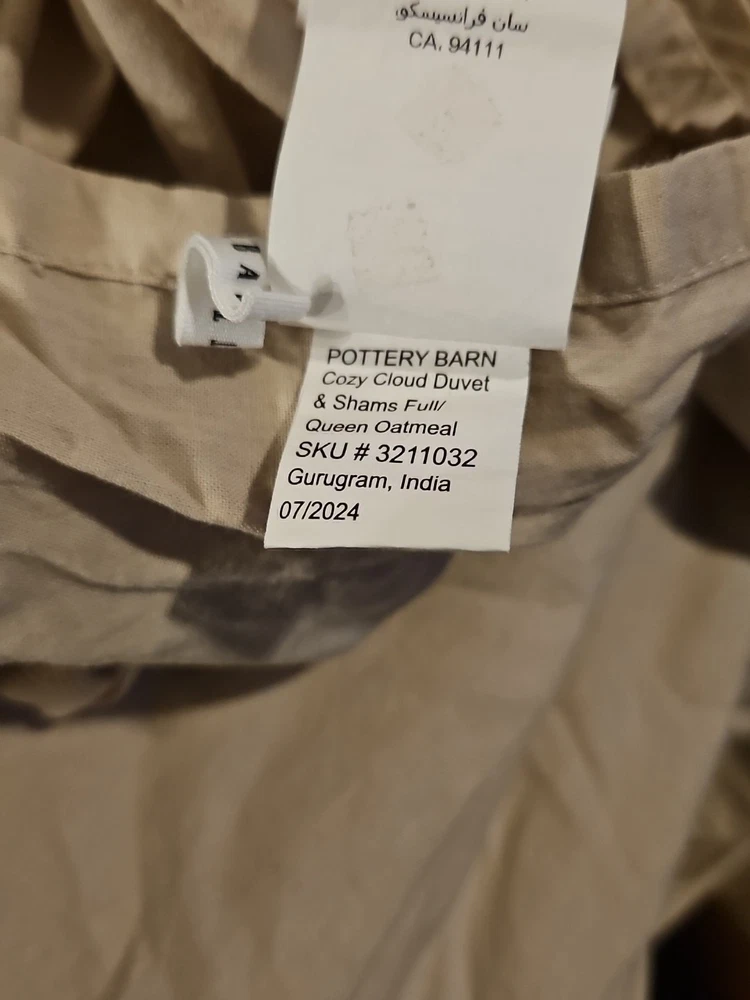 سان فرانسيسكو,
CA. 94111
POTTERY BARN
Cozy Cloud Duvet
& Shams Full/
Queen Oatmeal
SKU # 3211032
Gurugram, India
07/2024